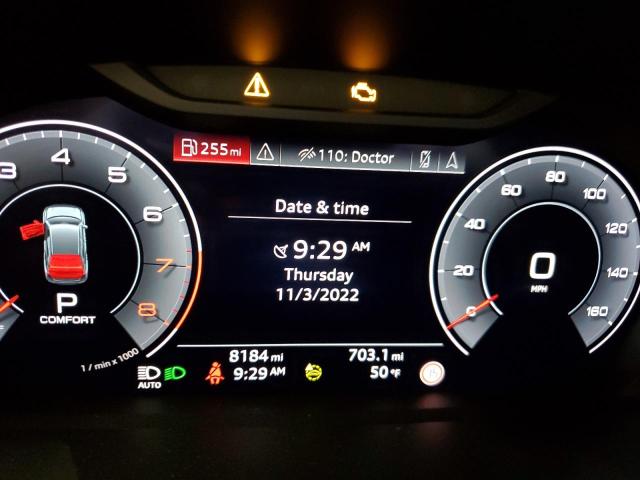 255 mi
110: Doctor
Date & time
9:29 AM
Thursday
11/3/2022
3 4 5 6 7 8
P
COMFORT
1 / min x 1000
0 20 40 60 80 100 120 140 160
0
MPH
8184 mi
703.1 mi
AUTO
9:29 AM
50 °F